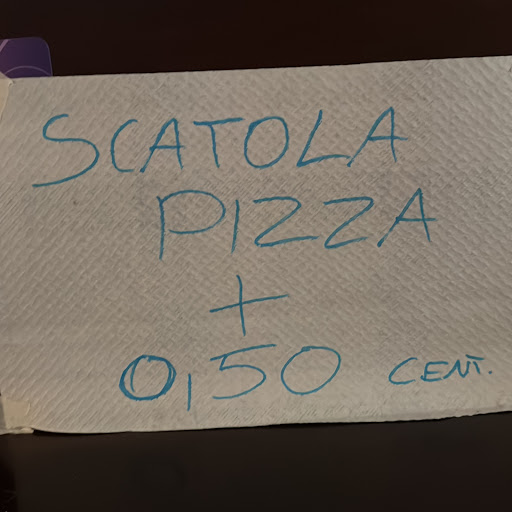 SCATOLA
PIZZA
+
0,50 CENT.